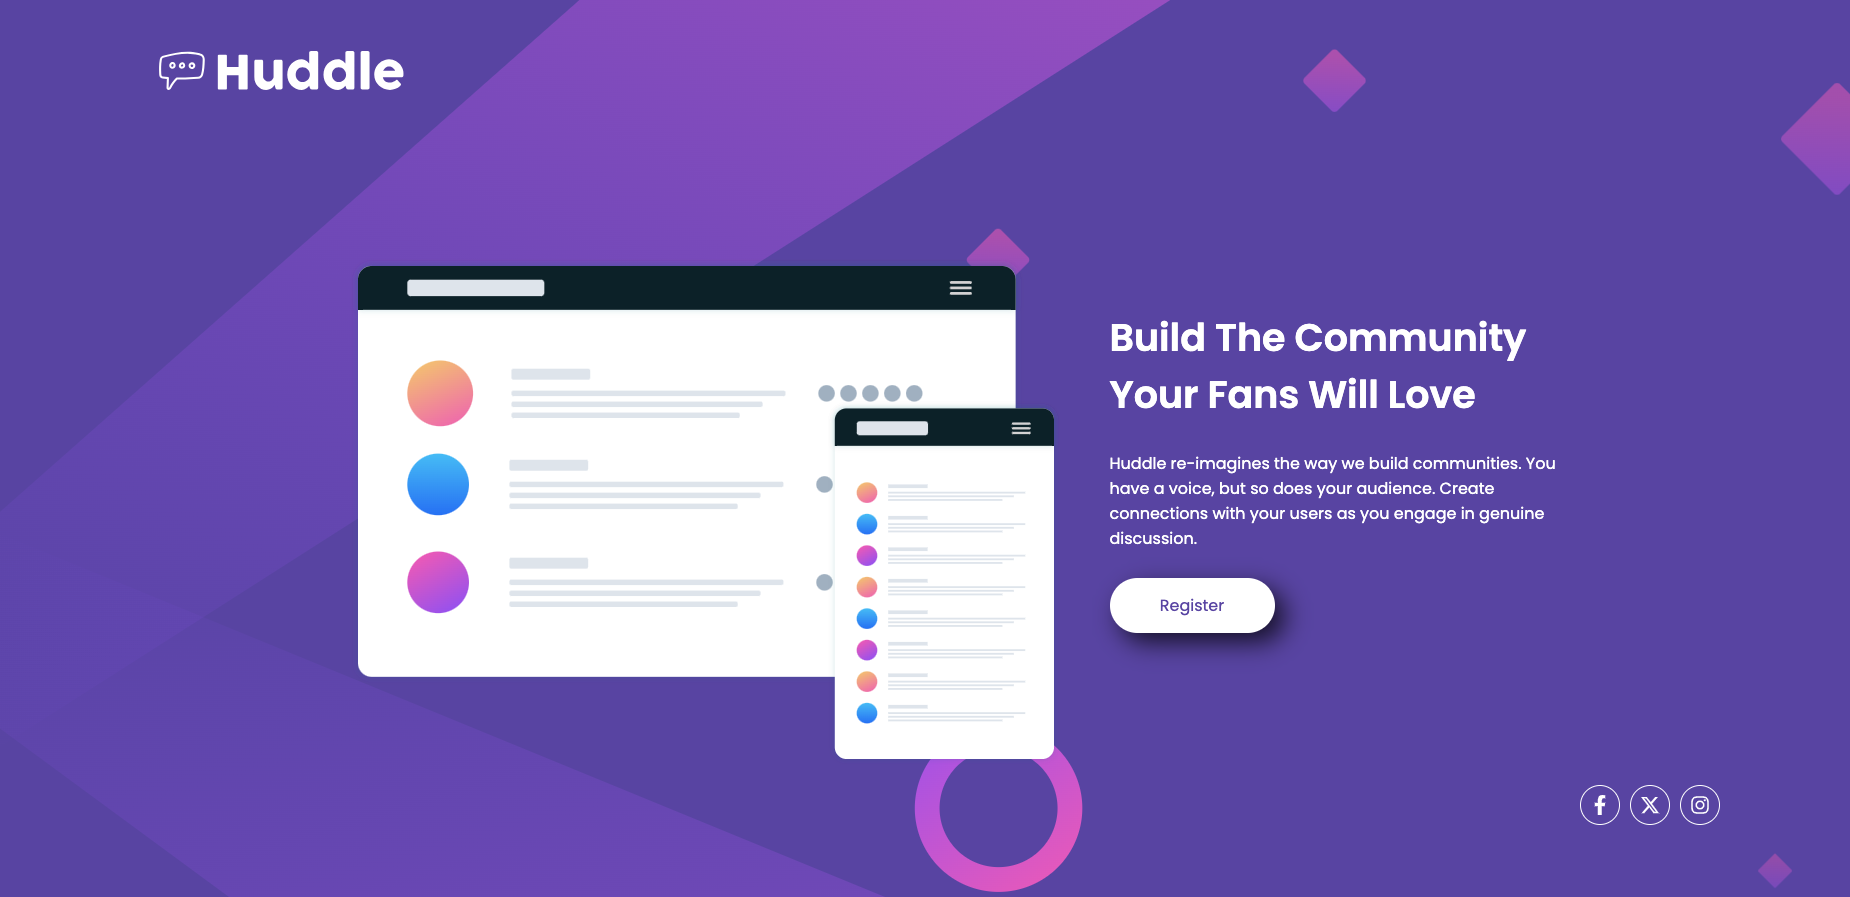 Huddle
Build The Community
Your Fans Will Love
Huddle re-imagines the way we build communities. You
have a voice, but so does your audience. Create
connections with your users as you engage in genuine
discussion.
Register